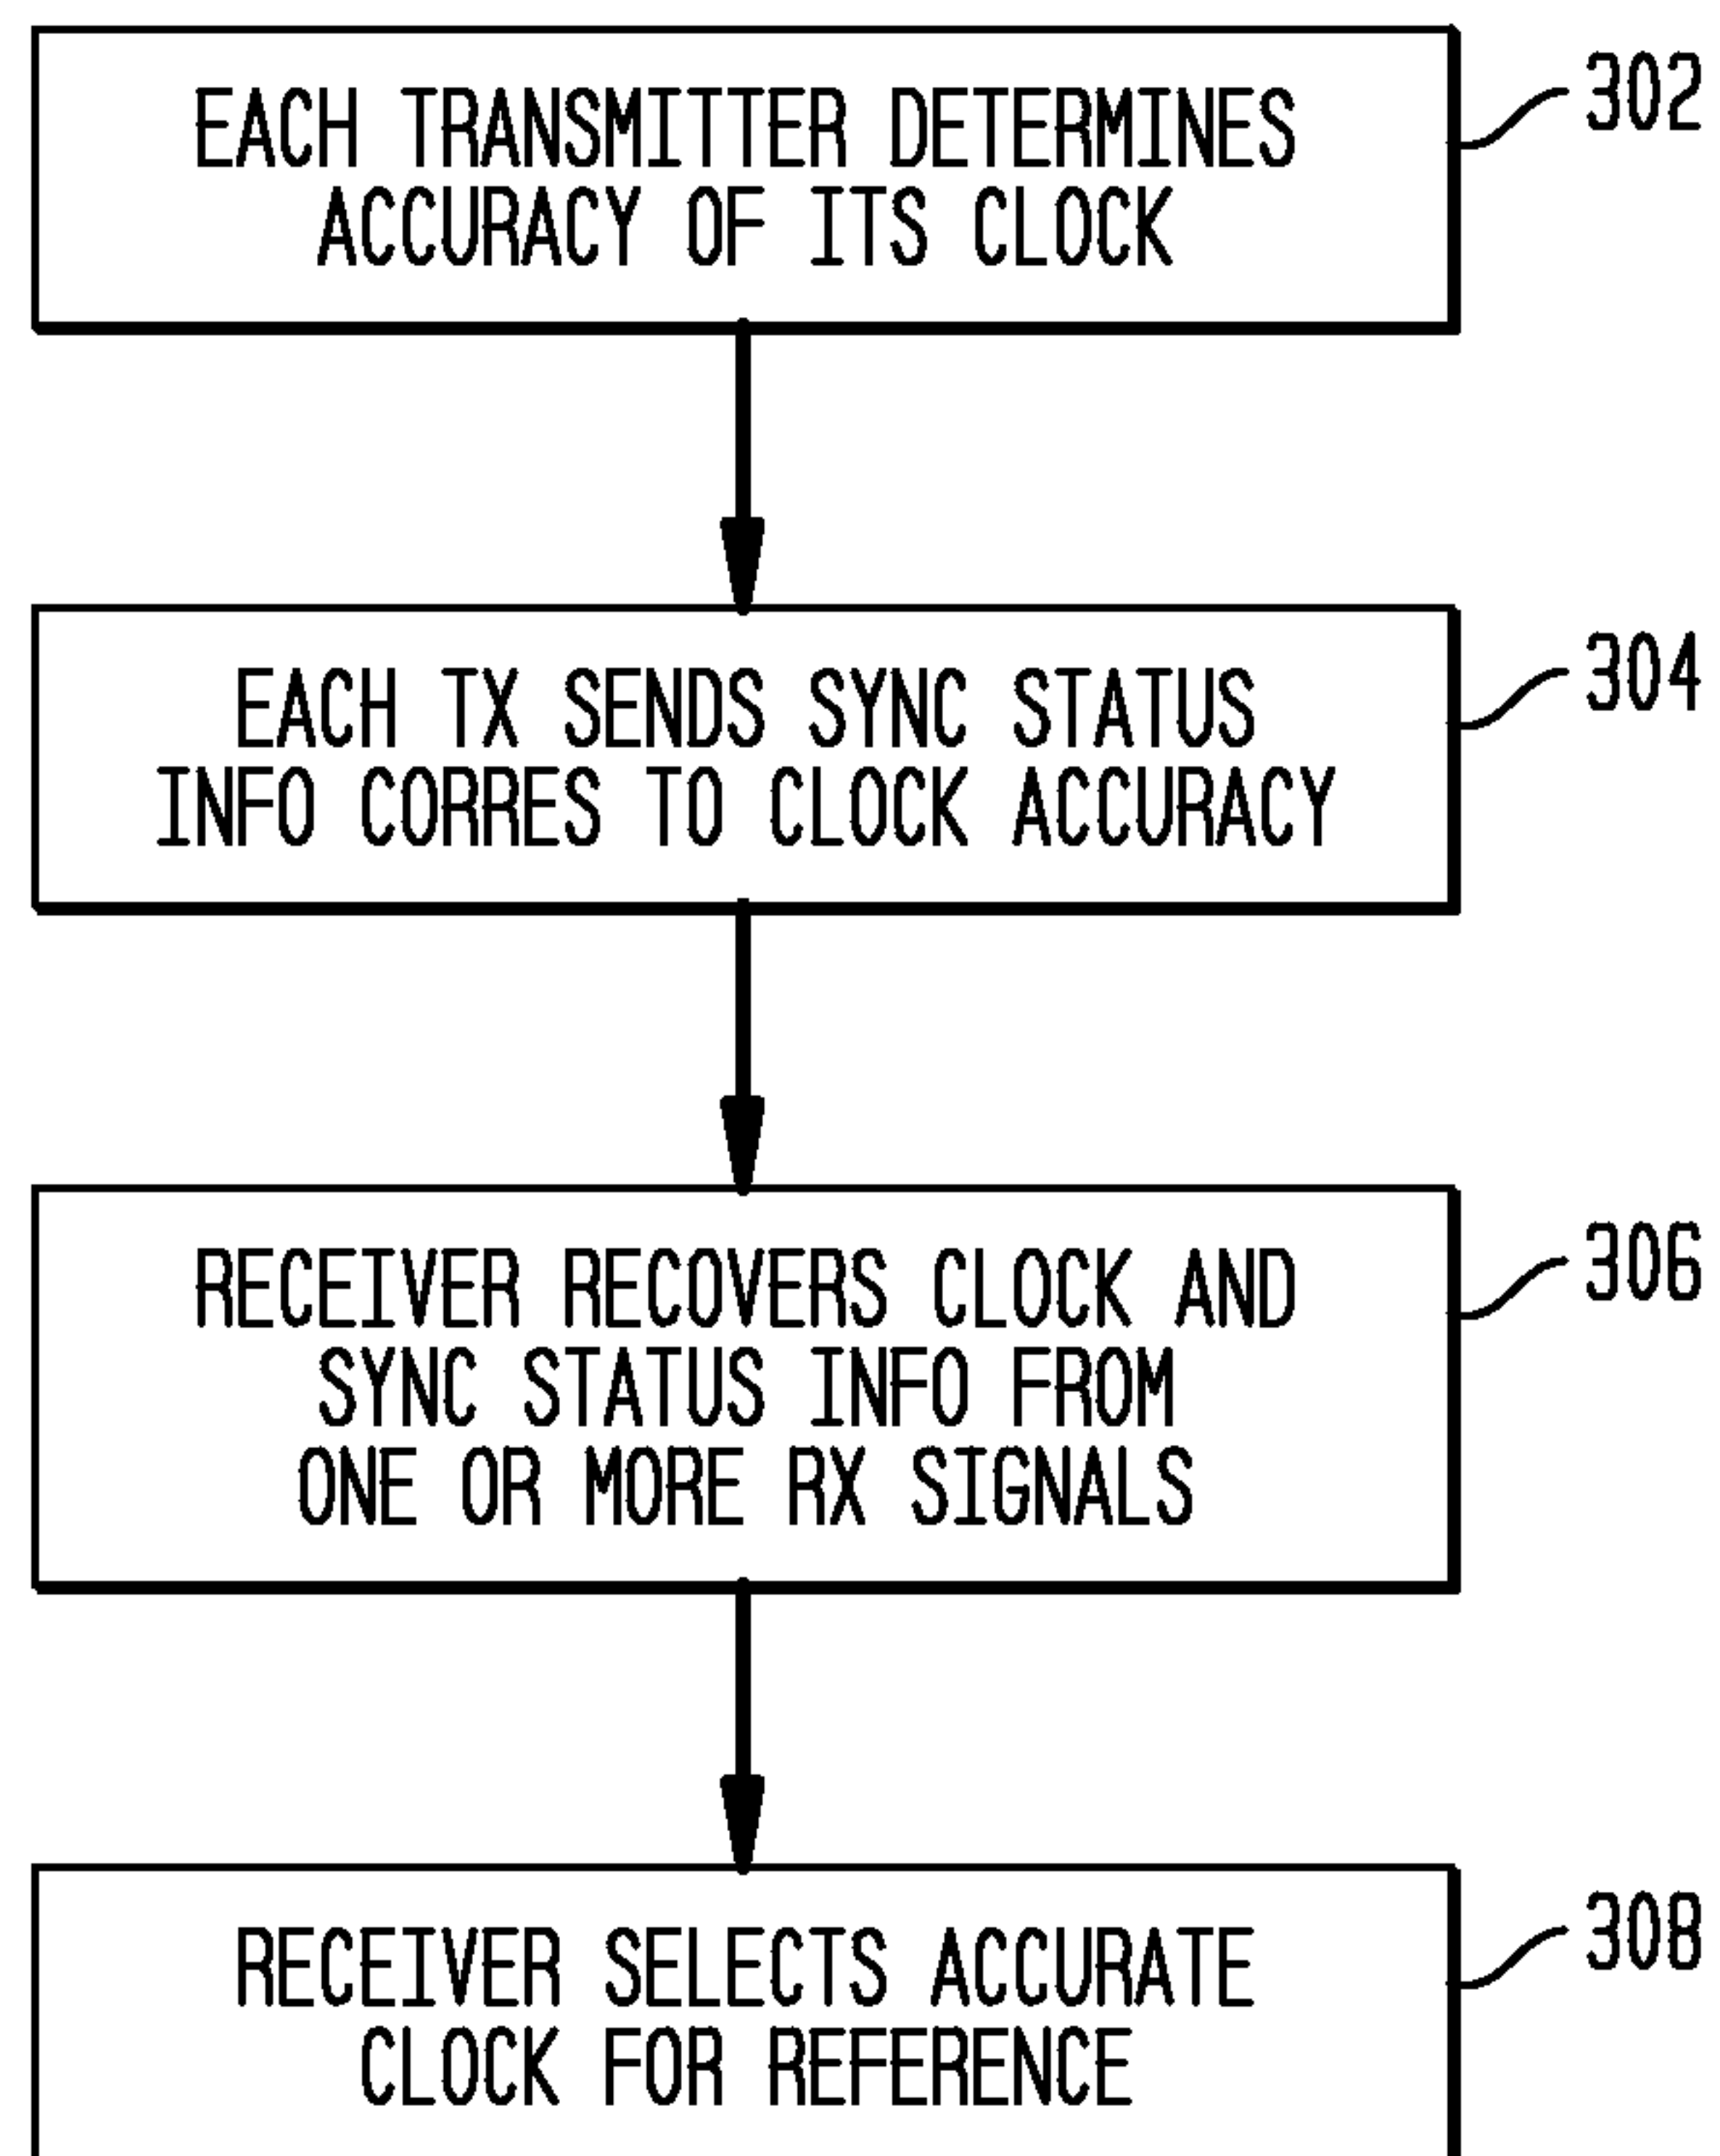 EACH TRANSMITTER DETERMINES
ACCURACY OF ITS CLOCK
302
EACH TX SENDS SYNC STATUS
INFO CORRES TO CLOCK ACCURACY
304
RECEIVER RECOVERS CLOCK AND
SYNC STATUS INFO FROM
ONE OR MORE RX SIGNALS
306
RECEIVER SELECTS ACCURATE
CLOCK FOR REFERENCE
308